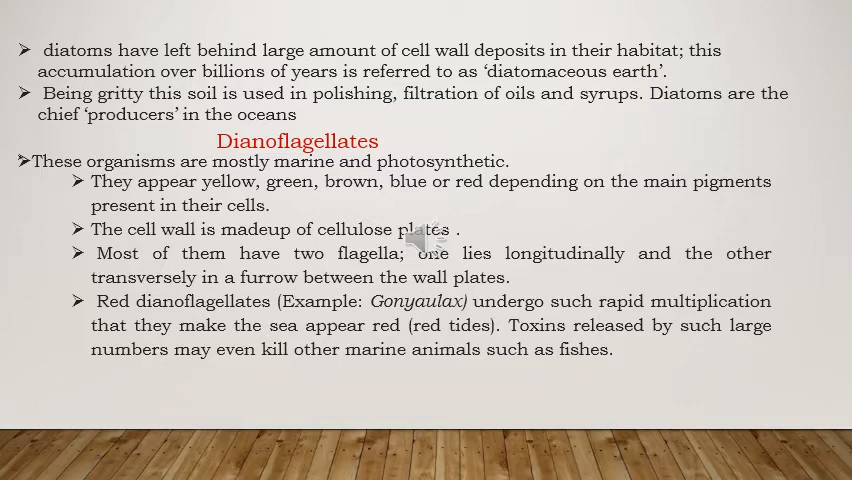 diatoms have left behind large amount of cell wall deposits in their habitat; this
accumulation over billions of years is referred to as ‘diatomaceous earth’.
Being gritty this soil is used in polishing, filtration of oils and syrups. Diatoms are the
chief ‘producers’ in the oceans
Dianoflagellates
These organisms are mostly marine and photosynthetic.
They appear yellow, green, brown, blue or red depending on the main pigments
present in their cells.
The cell wall is madeup of cellulose plates .
Most of them have two flagella; one lies longitudinally and the other
transversely in a furrow between the wall plates.
Red dianoflagellates (Example: Gonyaulax) undergo such rapid multiplication
that they make the sea appear red (red tides). Toxins released by such large
numbers may even kill other marine animals such as fishes.